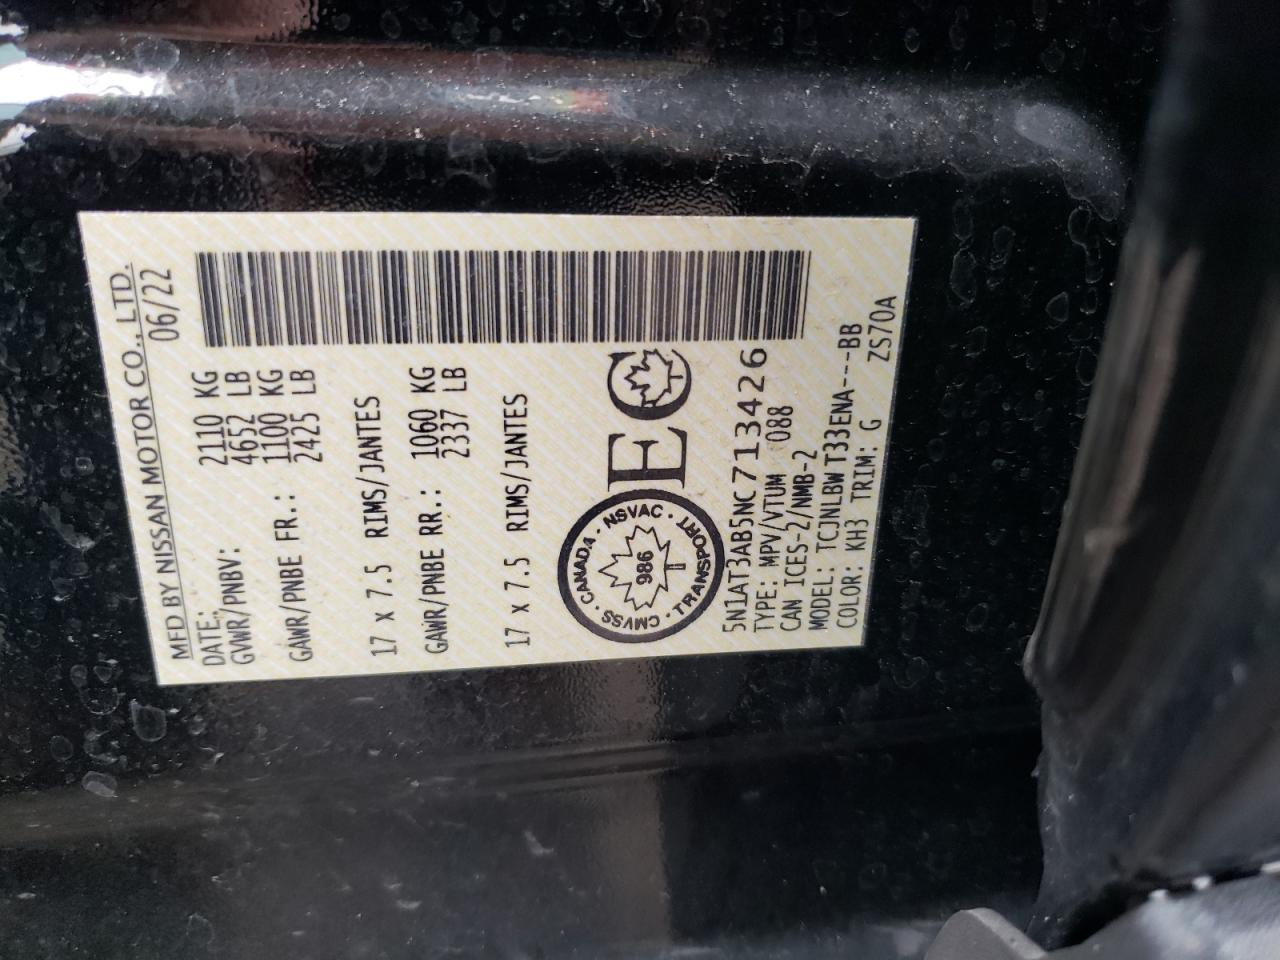 MFD BY NISSAN MOTOR CO., LTD.
DATE: 06/22
GVWR/PNBV: 2110 KG
4652 LB
GAWR/PNBE FR.: 1100 KG
2425 LB
17 x 7.5 RIMS/JANTES
GAWR/PNBE RR.: 1060 KG
2337 LB
17 x 7.5 RIMS/JANTES
CANADA · NSVAC · TRANSPORT · CMVSS ·
986
EC
T
5N1AT3AB5NC713426
TYPE: MPV/VTUM 088
CAN ICES-2/NMB-2
MODEL: TCJNLBWT33ENA---BB
COLOR: KH3 TRIM: G ZS70A